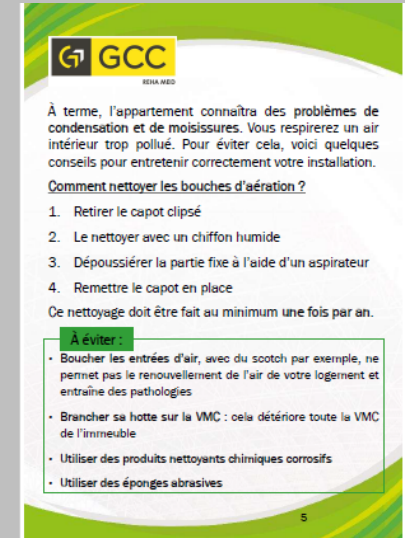 GCC
REHA MED
À terme, l'appartement connaîtra des problèmes de
condensation et de moisissures. Vous respirerez un air
intérieur trop pollué. Pour éviter cela, voici quelques
conseils pour entretenir correctement votre installation.
Comment nettoyer les bouches d'aération ?
1. Retirer le capot clipsé
2. Le nettoyer avec un chiffon humide
3. Dépoussiérer la partie fixe à l'aide d'un aspirateur
4. Remettre le capot en place
Ce nettoyage doit être fait au minimum une fois par an.
À éviter :
• Boucher les entrées d'air, avec du scotch par exemple, ne
permet pas le renouvellement de l'air de votre logement et
entraîne des pathologies
• Brancher sa hotte sur la VMC : cela détériore toute la VMC
de l'immeuble
• Utiliser des produits nettoyants chimiques corrosifs
• Utiliser des éponges abrasives
5